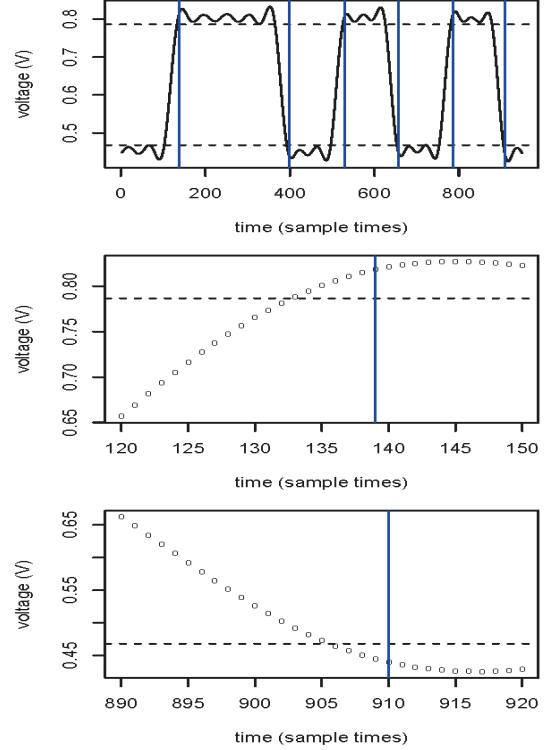 voltage (V)
0.8
0.7
0.6
0.5
0 200 400 600 800
time (sample times)
voltage (V)
0.80
0.75
0.70
0.65
120 125 130 135 140 145 150
time (sample times)
voltage (V)
0.65
0.55
0.45
890 895 900 905 910 915 920
time (sample times)